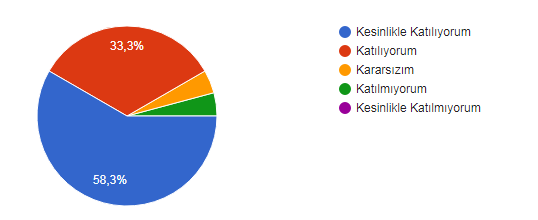 33,3%
58,3%
Kesinlikle Katılıyorum
Katılıyorum
Kararsızım
Katılmıyorum
Kesinlikle Katılmıyorum